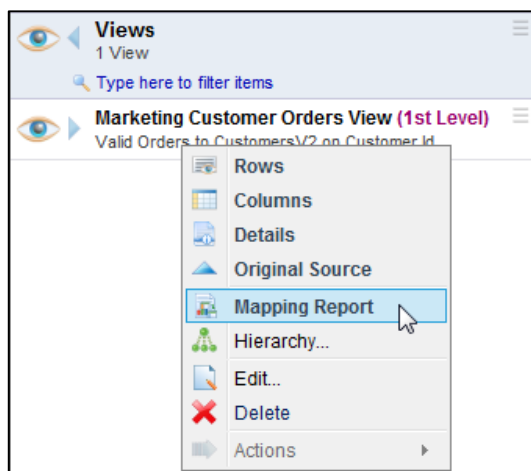 Views
1 View
Type here to filter items
Marketing Customer Orders View (1st Level)
Valid Orders to CustomersV2 on Customer Id
Rows
Columns
Details
Original Source
Mapping Report
Hierarchy...
Edit...
Delete
Actions